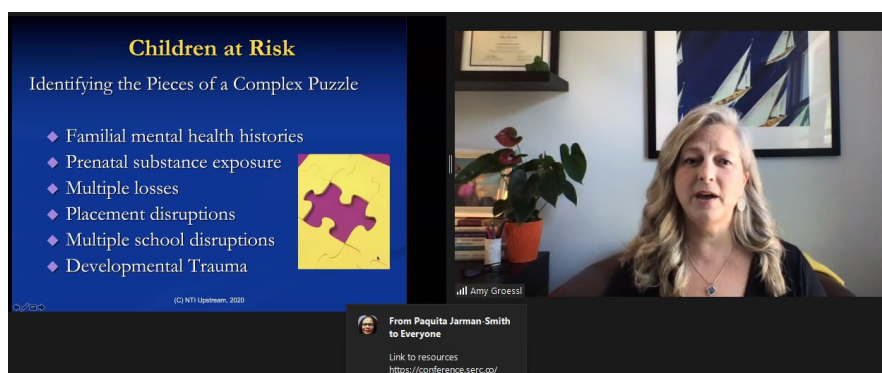 Children at Risk
Identifying the Pieces of a Complex Puzzle
Familial mental health histories
Prenatal substance exposure
Multiple losses
Placement disruptions
Multiple school disruptions
Developmental Trauma
(C) NTI Upstream, 2020
Amy Groessl
From Paquita Jarman-Smith
to Everyone
Link to resources
https://conference.serc.co/